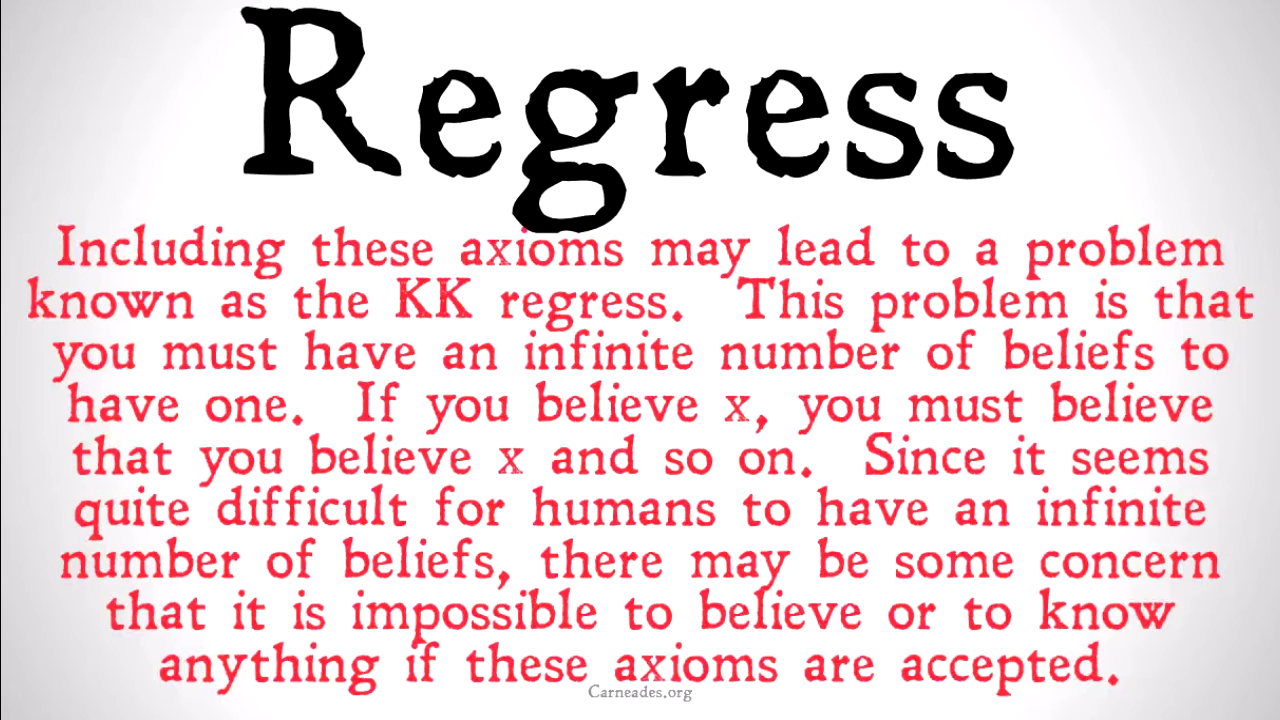 Regress
Including these axioms may lead to a problem
known as the KK regress. This problem is that
you must have an infinite number of beliefs to
have one. If you believe x, you must believe
that you believe x and so on. Since it seems
quite difficult for humans to have an infinite
number of beliefs, there may be some concern
that it is impossible to believe or to know
anything if these axioms are accepted.
Carneades.org